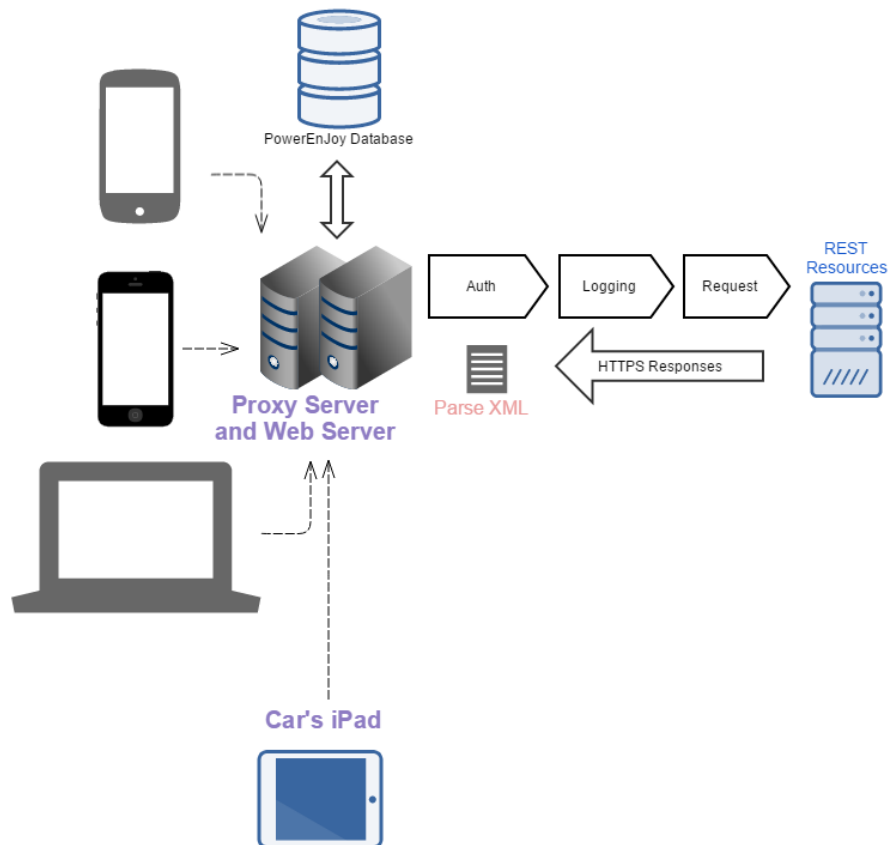 PowerEnJoy Database
REST
Resources
Auth
Logging
Request
HTTPS Responses
Parse XML
Proxy Server
and Web Server
Car's iPad